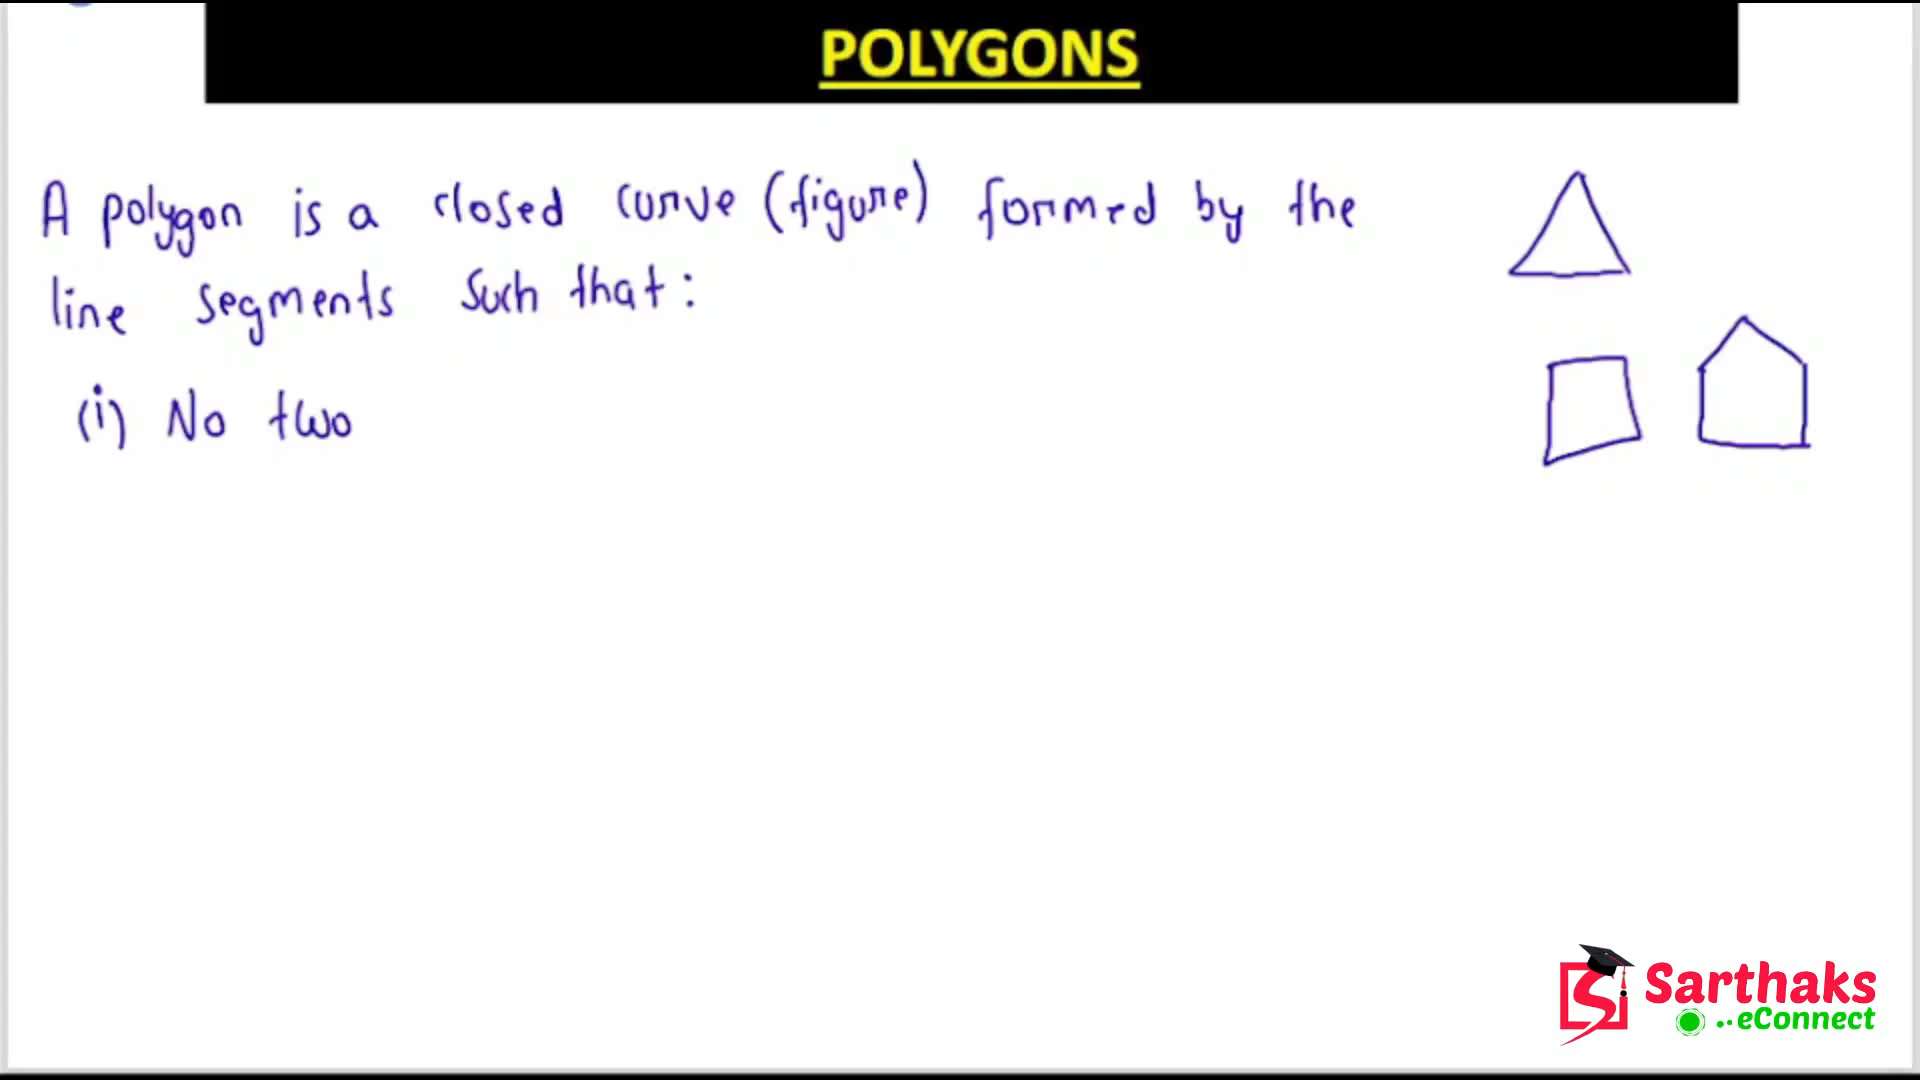 POLYGONS
A polygon is a closed curve (figure) formed by the
line segments such that:
(i) No two
Sarthaks
eConnect